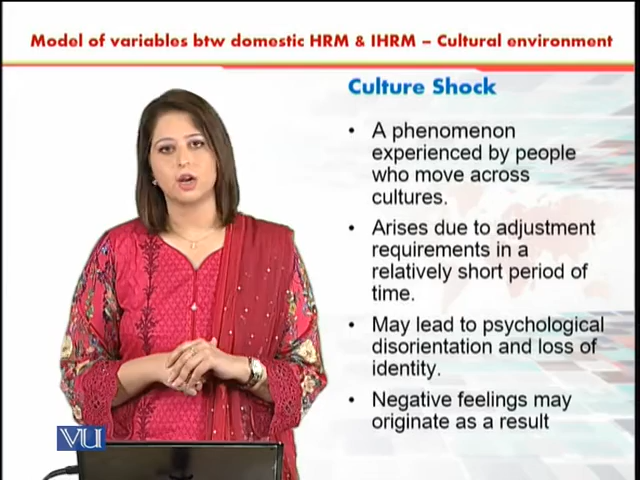 Model of variables btw domestic HRM & IHRM – Cultural environment
Culture Shock
• A phenomenon
experienced by people
who move across
cultures.
• Arises due to adjustment
requirements in a
relatively short period of
time.
• May lead to psychological
disorientation and loss of
identity.
• Negative feelings may
originate as a result
VU